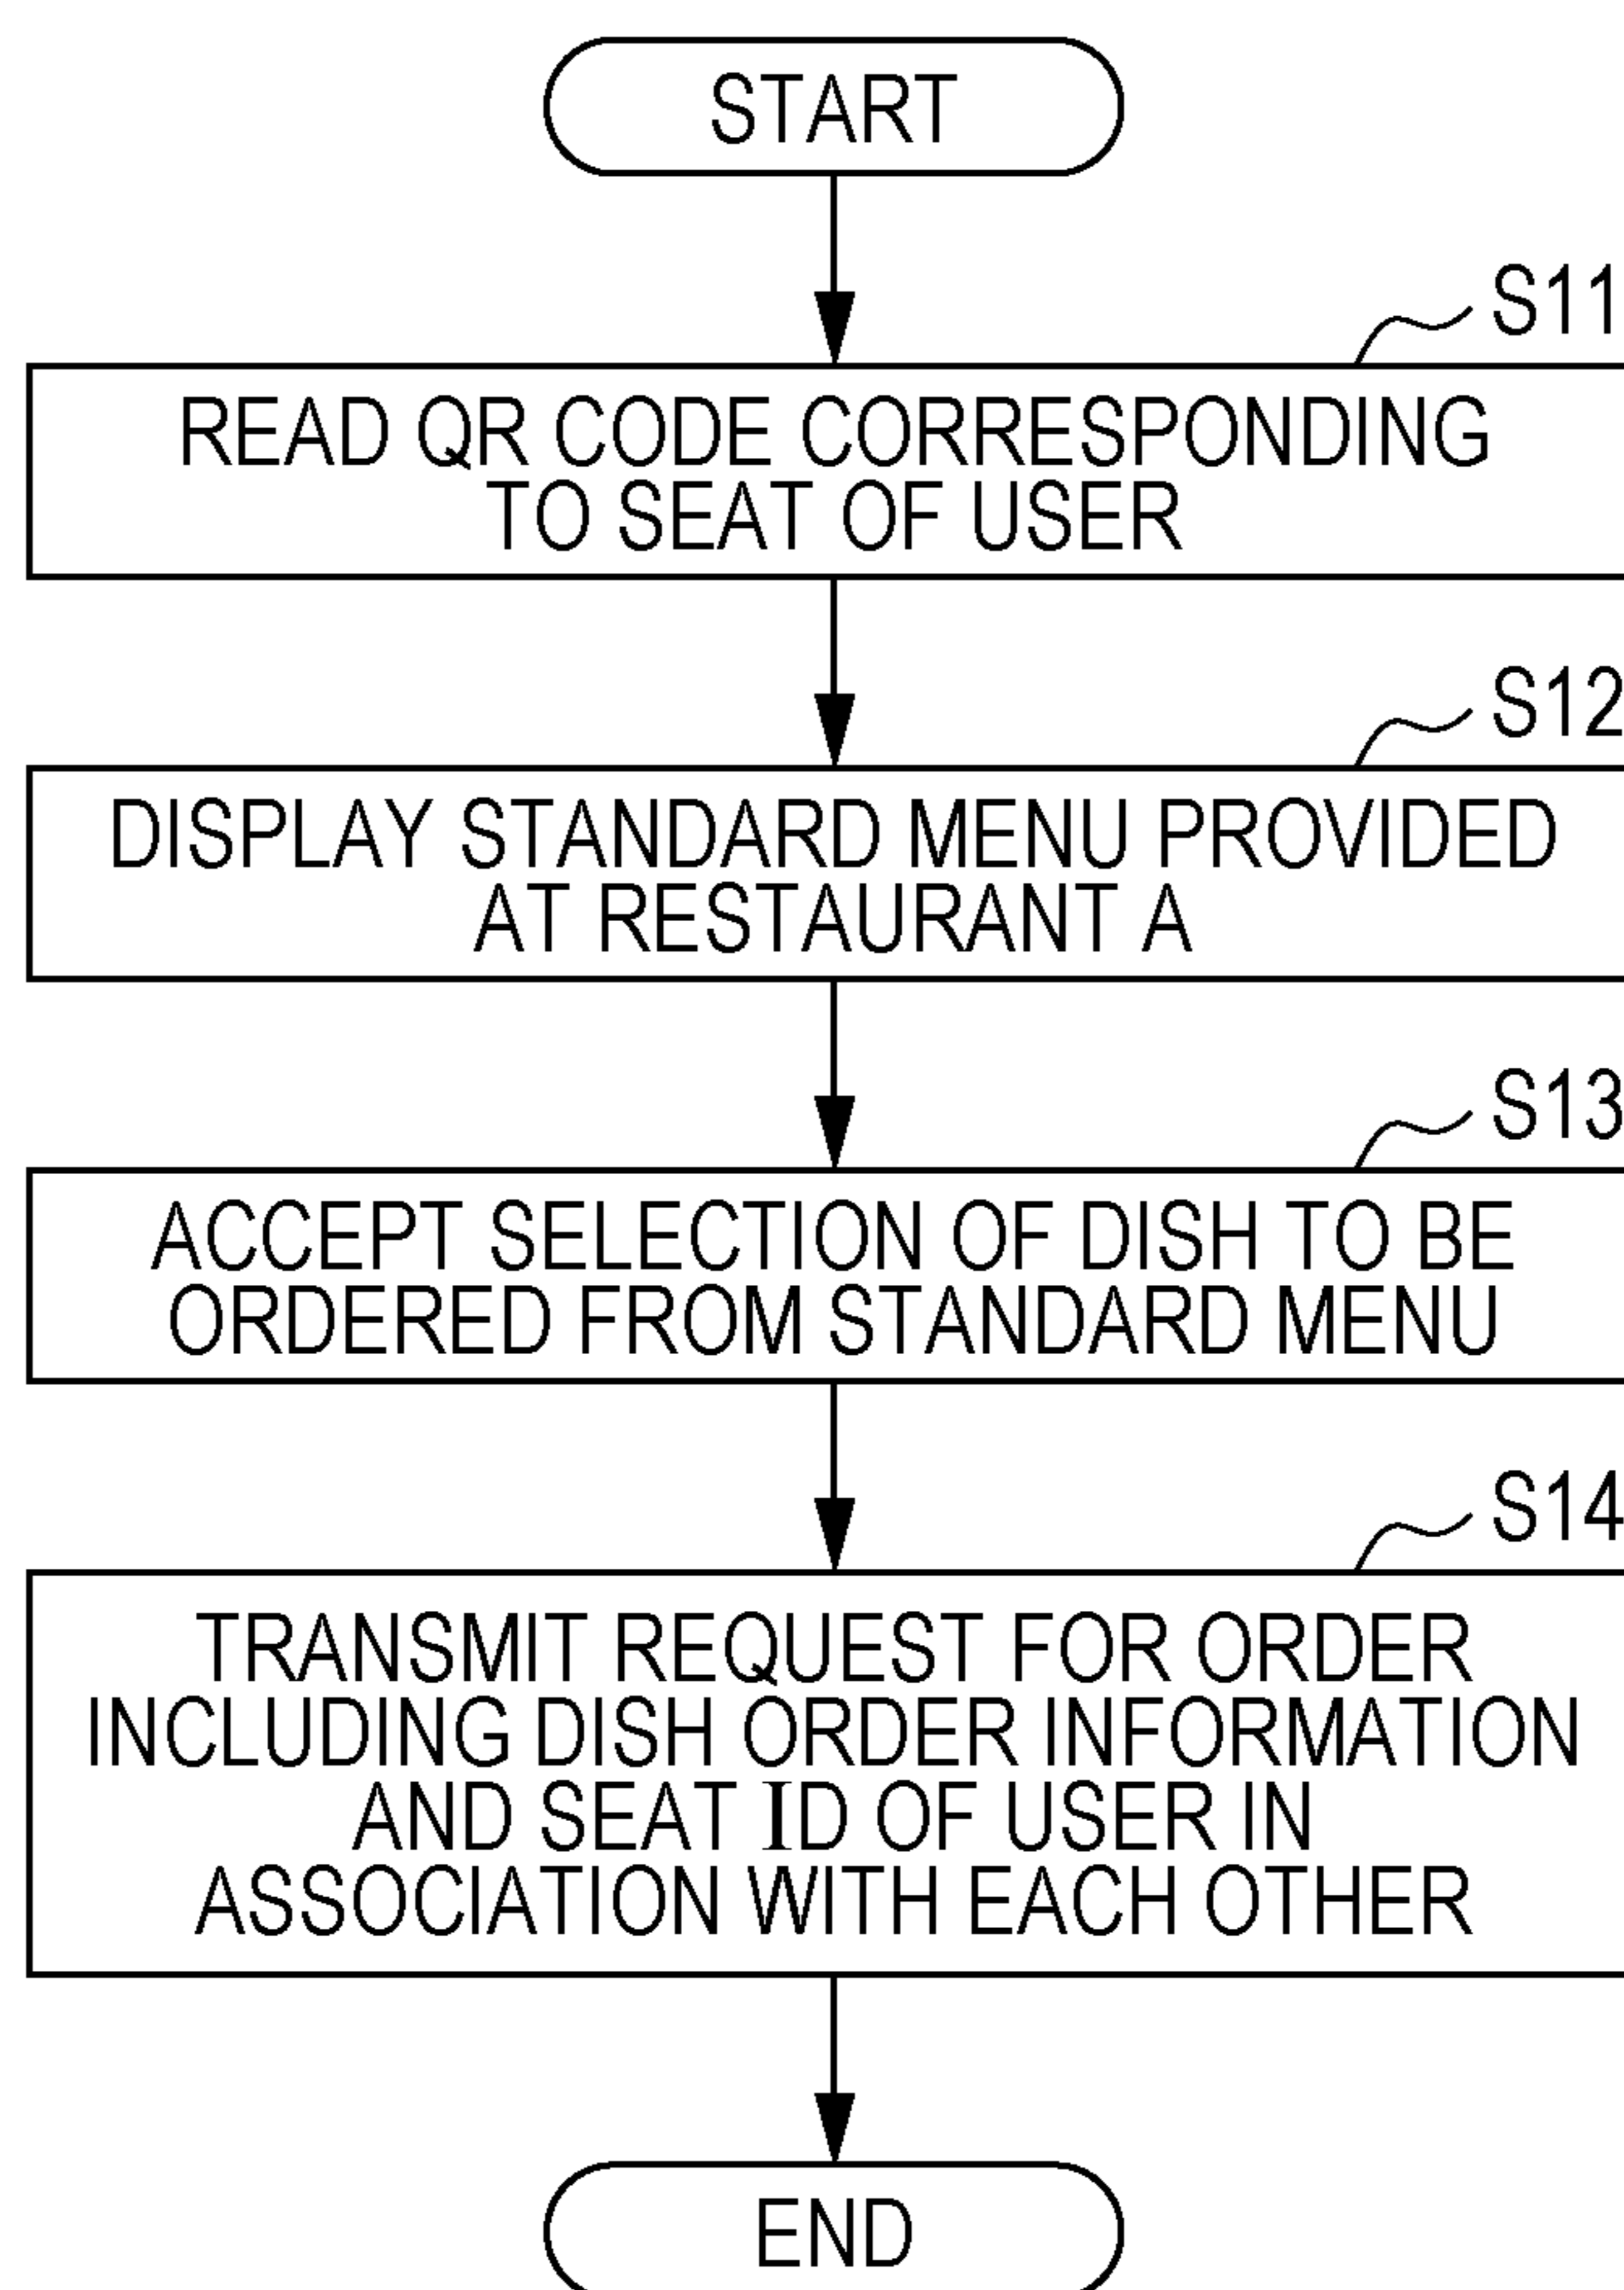 START
S11
READ QR CODE CORRESPONDING
TO SEAT OF USER
S12
DISPLAY STANDARD MENU PROVIDED
AT RESTAURANT A
S13
ACCEPT SELECTION OF DISH TO BE
ORDERED FROM STANDARD MENU
S14
TRANSMIT REQUEST FOR ORDER
INCLUDING DISH ORDER INFORMATION
AND SEAT ID OF USER IN
ASSOCIATION WITH EACH OTHER
END